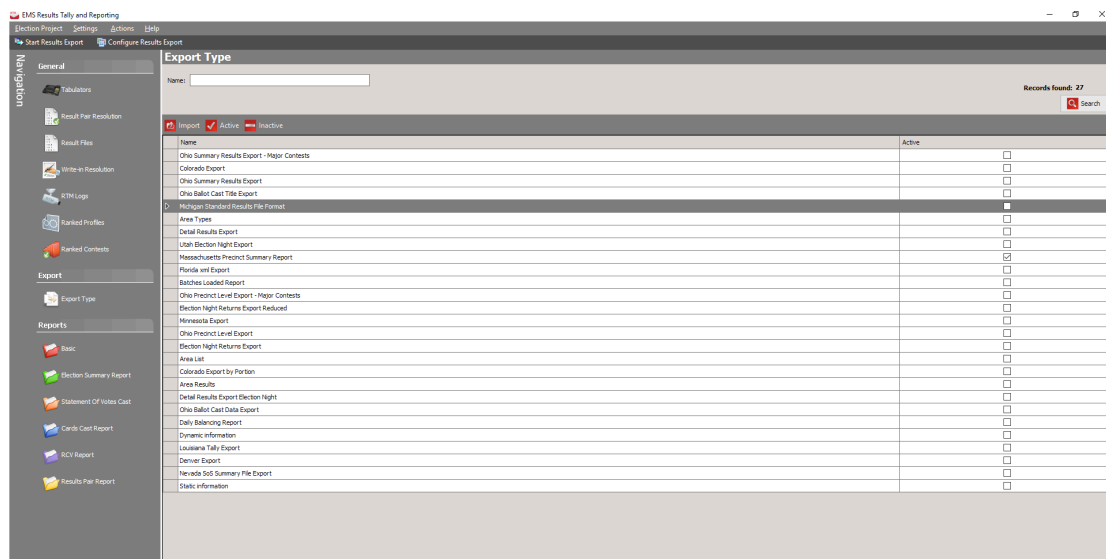 EMS Results Tally and Reporting
Election Project Settings Actions Help
Start Results Export Configure Results Export
Navigation
General
Tabulators
Result Pair Resolution
Result Files
Write-in Resolution
RTM Logs
Ranked Profiles
Ranked Contests
Export
Export Type
Reports
Basic
Election Summary Report
Statement Of Votes Cast
Cards Cast Report
RCV Report
Results Pair Report
Export Type
Name:
Records found: 27
Search
Import Active Inactive
Name Active
Ohio Summary Results Export - Major Contests
Colorado Export
Ohio Summary Results Export
Ohio Ballot Cast Title Export
Michigan Standard Results File Format
Area Types
Detail Results Export
Utah Election Night Export
Massachusetts Precinct Summary Report
Florida xml Export
Batches Loaded Report
Ohio Precinct Level Export - Major Contests
Election Night Returns Export Reduced
Minnesota Export
Ohio Precinct Level Export
Election Night Returns Export
Area List
Colorado Export by Portion
Area Results
Detail Results Export Election Night
Ohio Ballot Cast Data Export
Daily Balancing Report
Dynamic information
Louisiana Tally Export
Denver Export
Nevada SoS Summary File Export
Static information